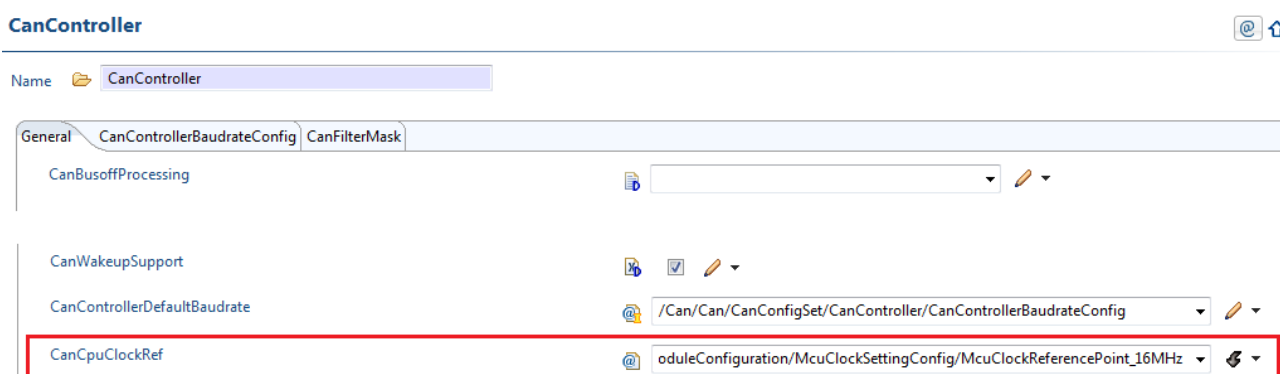 CanController
Name CanController
General CanControllerBaudrateConfig CanFilterMask
CanBusoffProcessing
CanWakeupSupport
CanControllerDefaultBaudrate /Can/Can/CanConfigSet/CanController/CanControllerBaudrateConfig
CanCpuClockRef oduleConfiguration/McuClockSettingConfig/McuClockReferencePoint_16MHz